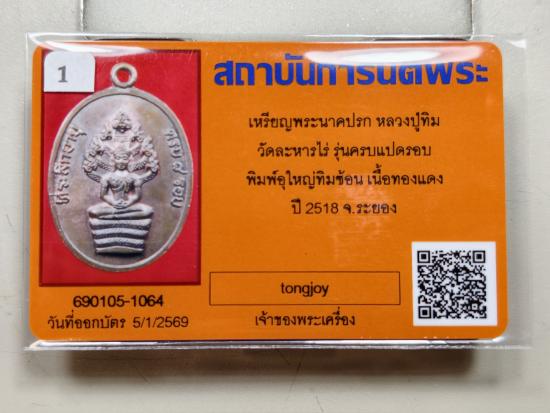 1
สถาบันการันตีพระ
เหรียญพระนาคปรก หลวงปู่ทิม
วัดละหารไร่ รุ่นครบแปดรอบ
พิมพ์อุใหญ่ทิมซ้อน เนื้อทองแดง
ปี 2518 จ.ระยอง
tongjoy
เจ้าของพระเครื่อง
690105-1064
วันที่ออกบัตร 5/1/2569